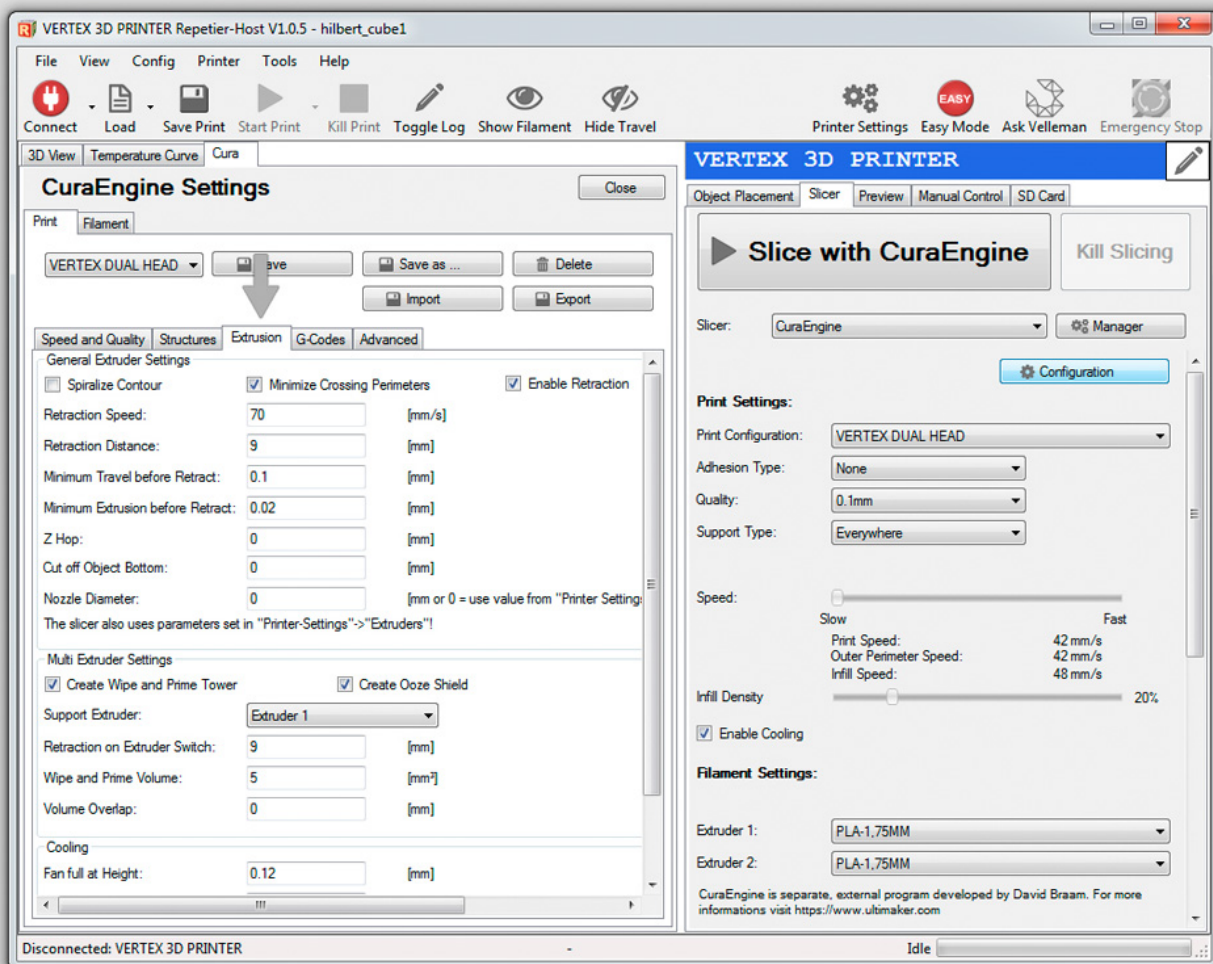 VERTEX 3D PRINTER Repetier-Host V1.0.5 - hilbert_cube1
File View Config Printer Tools Help
Connect Load Save Print Start Print Kill Print Toggle Log Show Filament Hide Travel Printer Settings Easy Mode Ask Velleman Emergency Stop
EASY
3D View Temperature Curve Cura
CuraEngine Settings
Close
Print Filament
VERTEX DUAL HEAD
Save as ... Delete
Import Export
Speed and Quality Structures Extrusion G-Codes Advanced
General Extruder Settings
Spiralize Contour Minimize Crossing Perimeters Enable Retraction
Retraction Speed: 70 [mm/s]
Retraction Distance: 9 [mm]
Minimum Travel before Retract: 0.1 [mm]
Minimum Extrusion before Retract: 0.02 [mm]
Z Hop: 0 [mm]
Cut off Object Bottom: 0 [mm]
Nozzle Diameter: 0 [mm or 0 = use value from "Printer Setting
The slicer also uses parameters set in "Printer-Settings"->"Extruders"!
Multi Extruder Settings
Create Wipe and Prime Tower Create Ooze Shield
Support Extruder: Extruder 1
Retraction on Extruder Switch: 9 [mm]
Wipe and Prime Volume: 5
Volume Overlap: 0 [mm]
Cooling
Fan full at Height: 0.12 [mm]
VERTEX 3D PRINTER
Object Placement Slicer Preview Manual Control SD Card
Slice with CuraEngine Kill Slicing
Slicer: CuraEngine Manager
Configuration
Print Settings:
Print Configuration: VERTEX DUAL HEAD
Adhesion Type: None
Quality: 0.1mm
Support Type: Everywhere
Speed:
Slow Fast
Print Speed: 42 mm/s
Outer Perimeter Speed: 42 mm/s
Infill Speed: 48 mm/s
Infill Density 20%
Enable Cooling
Filament Settings:
Extruder 1: PLA-1,75MM
Extruder 2: PLA-1,75MM
CuraEngine is separate, external program developed by David Braam. For more
informations visit https://www.ultimaker.com
Disconnected: VERTEX 3D PRINTER - Idle